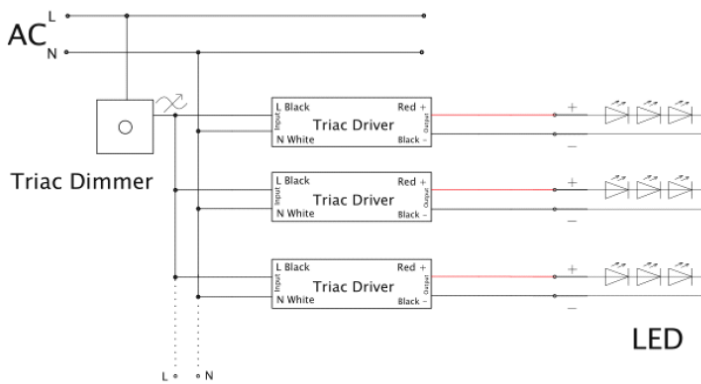 L
AC
N
L Black
Red +
Input
Triac Driver
Output
N White
Black –
+
–
Triac Dimmer
L Black
Red +
Input
Triac Driver
Output
N White
Black –
+
–
L Black
Red +
Input
Triac Driver
Output
N White
Black –
+
–
LED
L
N